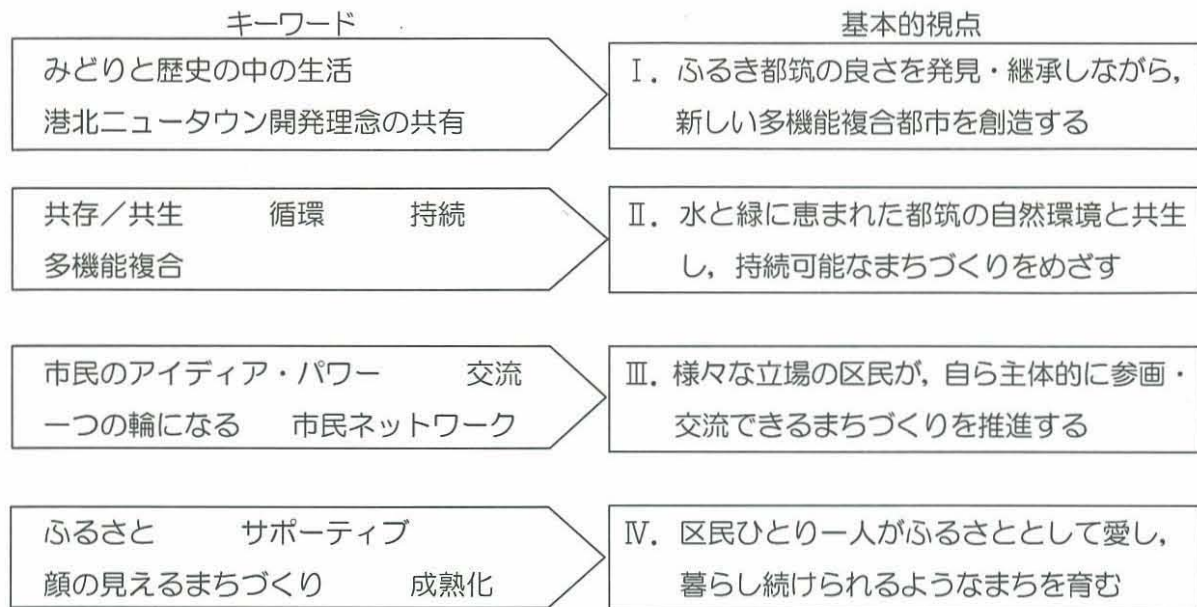 キーワード
基本的視点
みどりと歴史の中の生活
港北ニュータウン開発理念の共有
Ⅰ．ふるき都筑の良さを発見・継承しながら，
新しい多機能複合都市を創造する
共存／共生　循環　持続
多機能複合
Ⅱ．水と緑に恵まれた都筑の自然環境と共生
し，持続可能なまちづくりをめざす
市民のアイディア・パワー　交流
一つの輪になる　市民ネットワーク
Ⅲ．様々な立場の区民が，自ら主体的に参画・
交流できるまちづくりを推進する
ふるさと　サポーティブ
顔の見えるまちづくり　成熟化
Ⅳ．区民ひとり一人がふるさととして愛し，
暮らし続けられるようなまちを育む